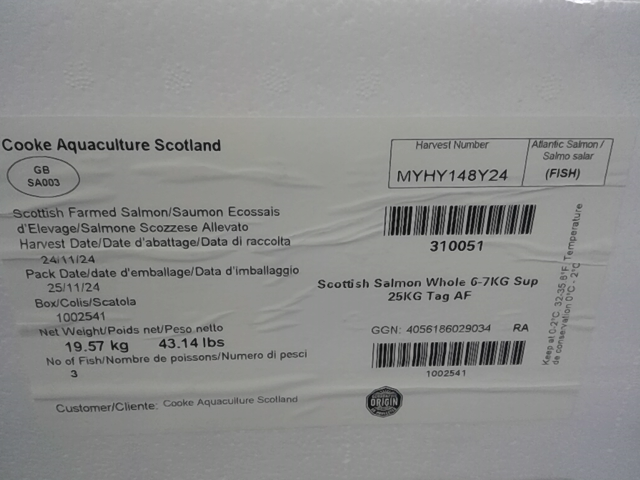 Cooke Aquaculture Scotland
GB
SA003
Harvest Number
MYHY148Y24
Atlantic Salmon /
Salmo salar
(FISH)
Scottish Farmed Salmon/Saumon Ecossais
d'Elevage/Salmone Scozzese Allevato
Harvest Date/Date d'abattage/Data di raccolta
24/11/24
Pack Date/date d'emballage/Data d'imballaggio
25/11/24
Box/Colis/Scatola
1002541
Net Weight/Poids net/Peso netto
19.57 kg 43.14 lbs
No of Fish/Nombre de poissons/Numero di pesci
3
Customer/Cliente: Cooke Aquaculture Scotland
310051
Scottish Salmon Whole 6-7KG Sup
25KG Tag AF
GGN: 4056186029034 RA
1002541
ORIGIN
Keep at 0-2°C, 32-35.6°F, Temperature
de conservation 0°C - 2°C